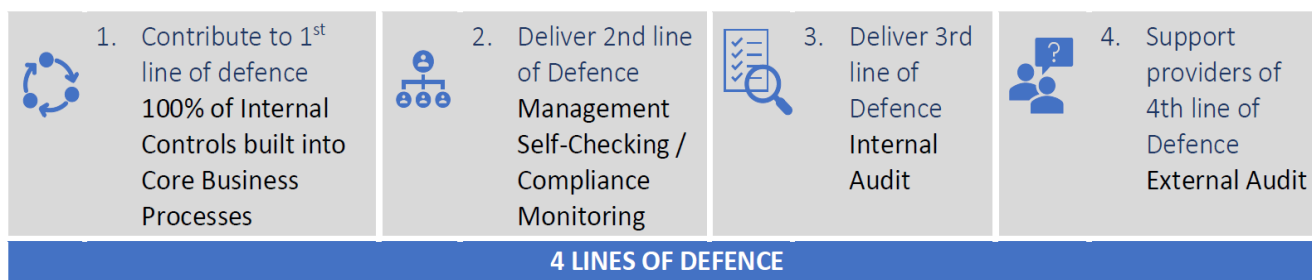 1. Contribute to 1st
line of defence
100% of Internal
Controls built into
Core Business
Processes
2. Deliver 2nd line
of Defence
Management
Self-Checking /
Compliance
Monitoring
3. Deliver 3rd
line of
Defence
Internal
Audit
?
4. Support
providers of
4th line of
Defence
External Audit
4 LINES OF DEFENCE